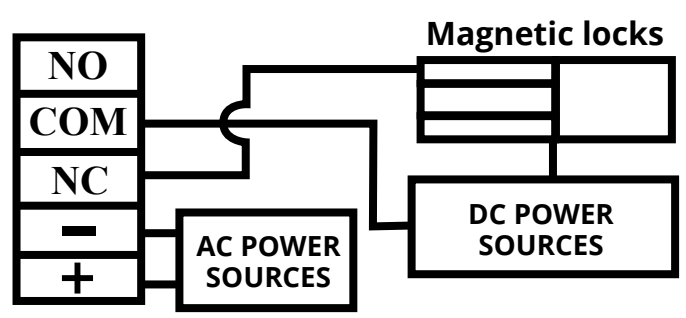 Magnetic locks
NO
COM
NC
-
+
AC POWER
SOURCES
DC POWER
SOURCES